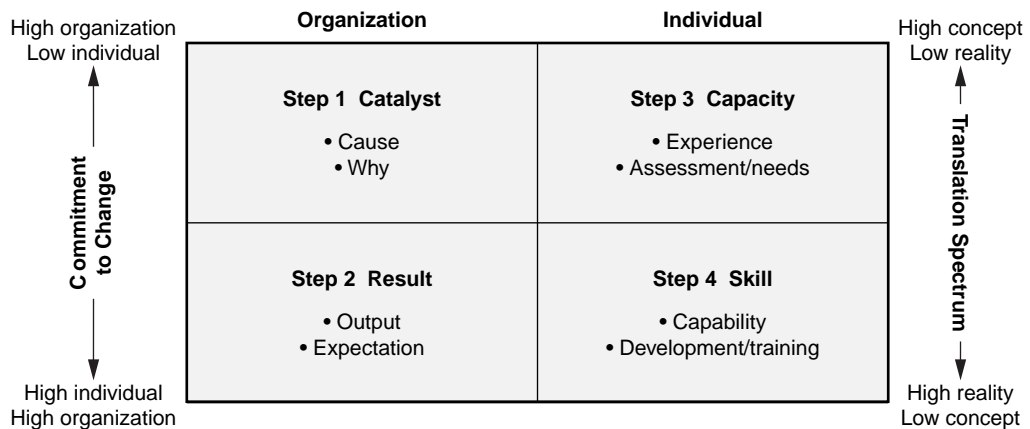 Organization
Individual
High organization
Low individual
High concept
Low reality
Step 1 Catalyst
• Cause
• Why
Step 3 Capacity
• Experience
• Assessment/needs
Commitment
to Change
Translation Spectrum
Step 2 Result
• Output
• Expectation
Step 4 Skill
• Capability
• Development/training
High individual
High organization
High reality
Low concept